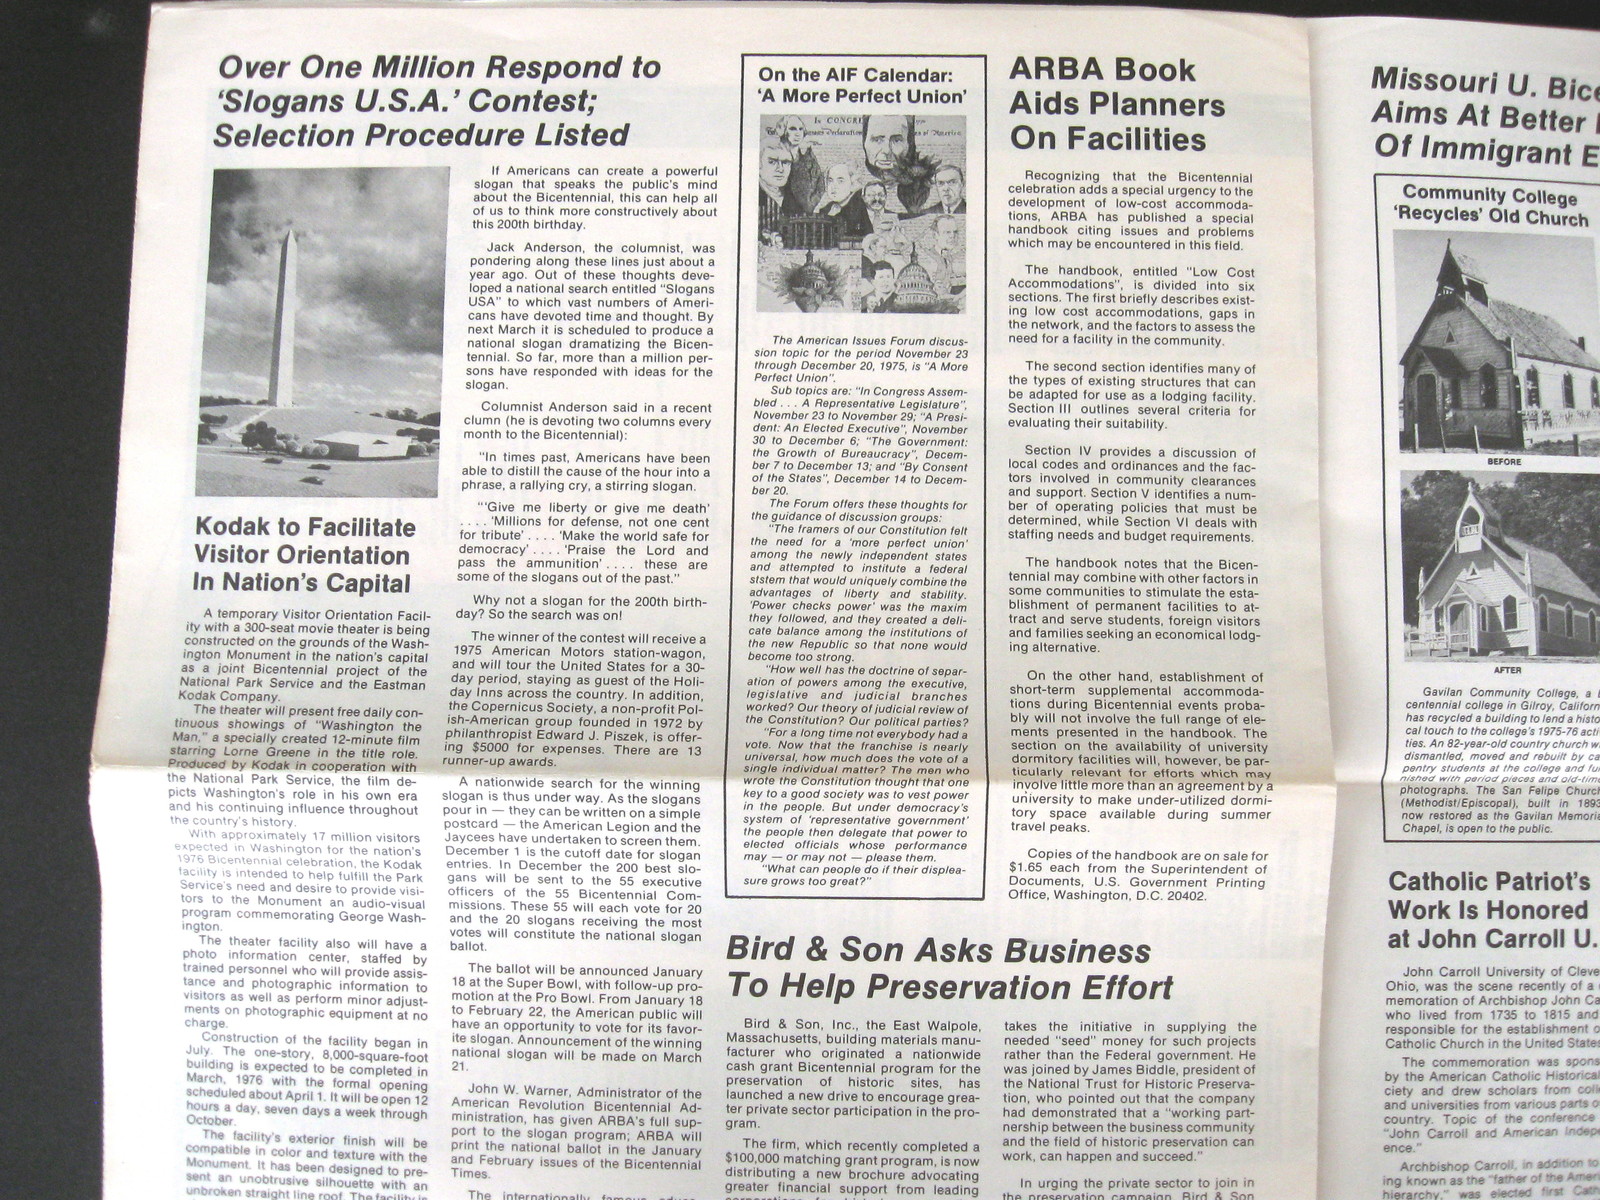 Over One Million Respond to
‘Slogans U.S.A.’ Contest;
Selection Procedure Listed
If Americans can create a powerful
slogan that speaks the public's mind
about the Bicentennial, this can help all
of us to think more constructively about
this 200th birthday.
Jack Anderson, the columnist, was
pondering along these lines just about a
year ago. Out of these thoughts deve-
loped a national search entitled “Slogans
USA” to which vast numbers of Ameri-
cans have devoted time and thought. By
next March it is scheduled to produce a
national slogan dramatizing the Bicen-
tennial. So far, more than a million per-
sons have responded with ideas for the
slogan.
Columnist Anderson said in a recent
clumn (he is devoting two columns every
month to the Bicentennial):
“In times past, Americans have been
able to distill the cause of the hour into a
phrase, a rallying cry, a stirring slogan.
“‘Give me liberty or give me death’
. . . . ‘Millions for defense, not one cent
for tribute’ . . . . ‘Make the world safe for
democracy’ . . . . ‘Praise the Lord and
pass the ammunition’ . . . . these are
some of the slogans out of the past.”
Why not a slogan for the 200th birth-
day? So the search was on!
The winner of the contest will receive a
1975 American Motors station-wagon,
and will tour the United States for a 30-
day period, staying as guest of the Holi-
day Inns across the country. In addition,
the Copernicus Society, a non-profit Pol-
ish-American group founded in 1972 by
philanthropist Edward J. Piszek, is offer-
ing $5000 for expenses. There are 13
runner-up awards.
A nationwide search for the winning
slogan is thus under way. As the slogans
pour in — they can be written on a simple
postcard — the American Legion and the
Jaycees have undertaken to screen them.
December 1 is the cutoff date for slogan
entries. In December the 200 best slo-
gans will be sent to the 55 executive
officers of the 55 Bicentennial Com-
missions. These 55 will each vote for 20
and the 20 slogans receiving the most
votes will constitute the national slogan
ballot.
The ballot will be announced January
18 at the Super Bowl, with follow-up pro-
motion at the Pro Bowl. From January 18
to February 22, the American public will
have an opportunity to vote for its favor-
ite slogan. Announcement of the winning
national slogan will be made on March
21.
John W. Warner, Administrator of the
American Revolution Bicentennial Ad-
ministration, has given ARBA's full sup-
port to the slogan program; ARBA will
print the national ballot in the January
and February issues of the Bicentennial
Times.
The internationally famous
Kodak to Facilitate
Visitor Orientation
In Nation's Capital
A temporary Visitor Orientation Facil-
ity with a 300-seat movie theater is being
constructed on the grounds of the Wash-
ington Monument in the nation's capital
as a joint Bicentennial project of the
National Park Service and the Eastman
Kodak Company.
The theater will present free daily con-
tinuous showings of “Washington the
Man,” a specially created 12-minute film
starring Lorne Greene in the title role.
Produced by Kodak in cooperation with
the National Park Service, the film de-
picts Washington's role in his own era
and his continuing influence throughout
the country's history.
With approximately 17 million visitors
expected in Washington for the nation's
1976 Bicentennial celebration, the Kodak
facility is intended to help fulfill the Park
Service's need and desire to provide visi-
tors to the Monument an audio-visual
program commemorating George Wash-
ington.
The theater facility also will have a
photo information center, staffed by
trained personnel who will provide assis-
tance and photographic information to
visitors as well as perform minor adjust-
ments on photographic equipment at no
charge.
Construction of the facility began in
July. The one-story, 8,000-square-foot
building is expected to be completed in
March, 1976 with the formal opening
scheduled about April 1. It will be open 12
hours a day, seven days a week through
October.
The facility's exterior finish will be
compatible in color and texture with the
Monument. It has been designed to pre-
sent an unobtrusive silhouette with an
unbroken straight line roof. The facility is
On the AIF Calendar:
‘A More Perfect Union’
In CONGRE
The American Issues Forum discus-
sion topic for the period November 23
through December 20, 1975, is “A More
Perfect Union”.
Sub topics are: “In Congress Assem-
bled . . . A Representative Legislature”,
November 23 to November 29; “A Presi-
dent: An Elected Executive”, November
30 to December 6; “The Government:
the Growth of Bureaucracy”, Decem-
ber 7 to December 13; and “By Consent
of the States”, December 14 to Decem-
ber 20.
The Forum offers these thoughts for
the guidance of discussion groups:
“The framers of our Constitution felt
the need for a ‘more perfect union’
among the newly independent states
and attempted to institute a federal
ststem that would uniquely combine the
advantages of liberty and stability.
‘Power checks power’ was the maxim
they followed, and they created a deli-
cate balance among the institutions of
the new Republic so that none would
become too strong.
“How well has the doctrine of separ-
ation of powers among the executive,
legislative and judicial branches
worked? Our theory of judicial review of
the Constitution? Our political parties?
“For a long time not everybody had a
vote. Now that the franchise is nearly
universal, how much does the vote of a
single individual matter? The men who
wrote the Constitution thought that one
key to a good society was to vest power
in the people. But under democracy's
system of ‘representative government’
the people then delegate that power to
elected officials whose performance
may — or may not — please them.
“What can people do if their displea-
sure grows too great?”
ARBA Book
Aids Planners
On Facilities
Recognizing that the Bicentennial
celebration adds a special urgency to the
development of low-cost accommoda-
tions, ARBA has published a special
handbook citing issues and problems
which may be encountered in this field.
The handbook, entitled “Low Cost
Accommodations”, is divided into six
sections. The first briefly describes exist-
ing low cost accommodations, gaps in
the network, and the factors to assess the
need for a facility in the community.
The second section identifies many of
the types of existing structures that can
be adapted for use as a lodging facility.
Section III outlines several criteria for
evaluating their suitability.
Section IV provides a discussion of
local codes and ordinances and the fac-
tors involved in community clearances
and support. Section V identifies a num-
ber of operating policies that must be
determined, while Section VI deals with
staffing needs and budget requirements.
The handbook notes that the Bicen-
tennial may combine with other factors in
some communities to stimulate the esta-
blishment of permanent facilities to at-
tract and serve students, foreign visitors
and families seeking an economical lodg-
ing alternative.
On the other hand, establishment of
short-term supplemental accommoda-
tions during Bicentennial events proba-
bly will not involve the full range of ele-
ments presented in the handbook. The
section on the availability of university
dormitory facilities will, however, be par-
ticularly relevant for efforts which may
involve little more than an agreement by a
university to make under-utilized dormi-
tory space available during summer
travel peaks.
Copies of the handbook are on sale for
$1.65 each from the Superintendent of
Documents, U.S. Government Printing
Office, Washington, D.C. 20402.
Bird & Son Asks Business
To Help Preservation Effort
Bird & Son, Inc., the East Walpole,
Massachusetts, building materials manu-
facturer who originated a nationwide
cash grant Bicentennial program for the
preservation of historic sites, has
launched a new drive to encourage grea-
ter private sector participation in the pro-
gram.
The firm, which recently completed a
$100,000 matching grant program, is now
distributing a new brochure advocating
greater financial support from leading
takes the initiative in supplying the
needed “seed” money for such projects
rather than the Federal government. He
was joined by James Biddle, president of
the National Trust for Historic Preserva-
tion, who pointed out that the company
had demonstrated that a “working part-
nership between the business community
and the field of historic preservation can
work, can happen and succeed.”
In urging the private sector to join in
the preservation campaign, Bird & Son
Missouri U. Bice
Aims At Better
Of Immigrant E
Community College
‘Recycles’ Old Church
BEFORE
AFTER
Gavilan Community College, a
centennial college in Gilroy, Californ
has recycled a building to lend a histo
cal touch to the college's 1975-76 acti
ties. An 82-year-old country church w
dismantled, moved and rebuilt by ca
pentry students at the college and fu
nished with period pieces and old-time
photographs. The San Felipe Church
(Methodist/Episcopal), built in 1893
now restored as the Gavilan Memoria
Chapel, is open to the public.
Catholic Patriot's
Work Is Honored
at John Carroll U.
John Carroll University of Cleve
Ohio, was the scene recently of a
memoration of Archbishop John Ca
who lived from 1735 to 1815 and
responsible for the establishment o
Catholic Church in the United States
The commemoration was spons
by the American Catholic Historical
ciety and drew scholars from colle
and universities from various parts o
country. Topic of the conference
“John Carroll and American Indepe
ence.”
Archbishop Carroll, in addition to
ing known as the “father of the Amer
hierarchy,” was elected first Cath